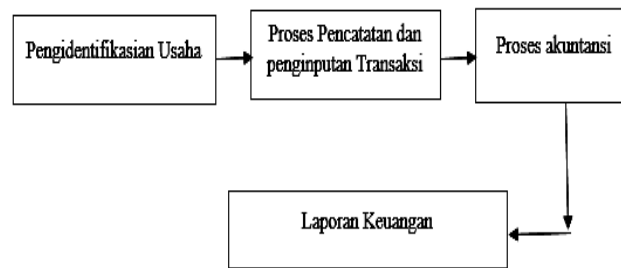 Pengidentifikasian Usaha
Proses Pencatatan dan
penginputan Transaksi
Proses akuntansi
Laporan Keuangan